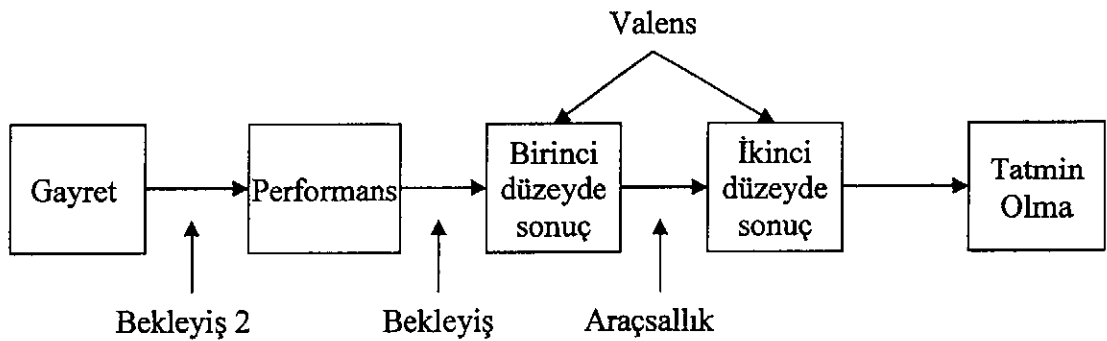 Valens
Gayret
Performans
Birinci
düzeyde
sonuç
İkinci
düzeyde
sonuç
Tatmin
Olma
Bekleyiş 2
Bekleyiş
Araçsallık